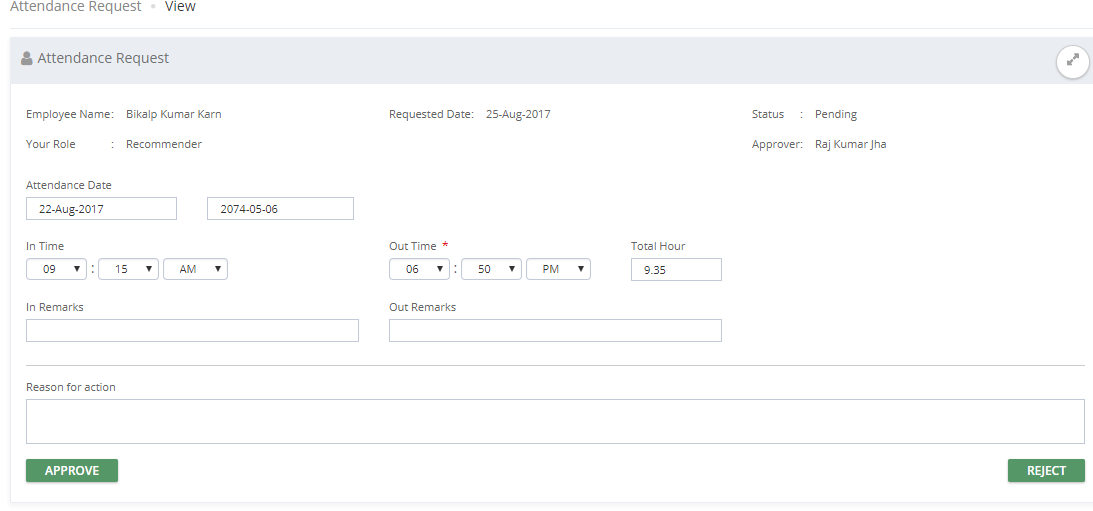 Attendance Request • View
Attendance Request
Employee Name: Bikalp Kumar Karn Requested Date: 25-Aug-2017 Status : Pending
Your Role : Recommender Approver: Raj Kumar Jha
Attendance Date
22-Aug-2017 2074-05-06
In Time Out Time * Total Hour
09 : 15 AM 06 : 50 PM 9.35
In Remarks Out Remarks
Reason for action
APPROVE REJECT